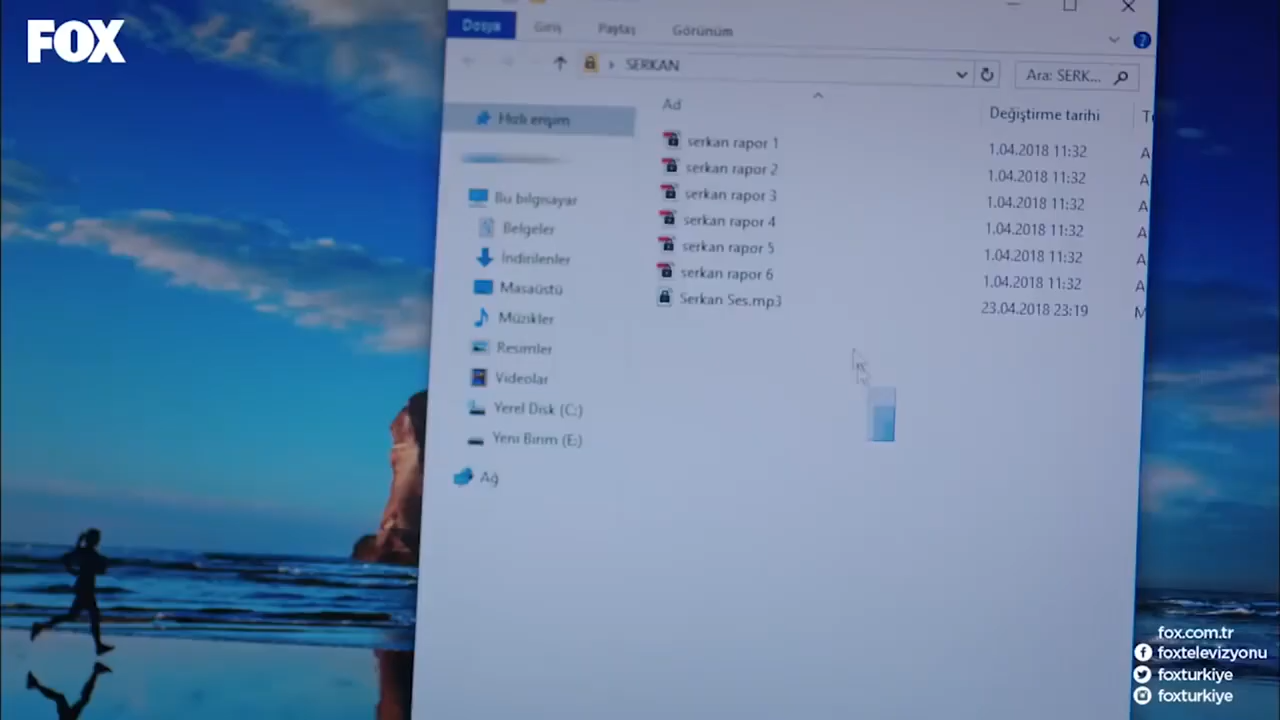 FOX
Dosya Giriş Paylaş Görünüm
SERKAN
Ara: SERK...
Ad Değiştirme tarihi
Hızlı erişim
serkan rapor 1 1.04.2018 11:32 A
serkan rapor 2 1.04.2018 11:32 A
serkan rapor 3 1.04.2018 11:32 A
serkan rapor 4 1.04.2018 11:32 A
serkan rapor 5 1.04.2018 11:32 A
serkan rapor 6 1.04.2018 11:32 A
Serkan Ses.mp3 23.04.2018 23:19 M
Bu bilgisayar
Belgeler
İndirilenler
Masaüstü
Müzikler
Resimler
Videolar
Yerel Disk (C:)
Yeni Birim (E:)
Ağ
fox.com.tr
foxtelevizyonu
foxturkiye
foxturkiye